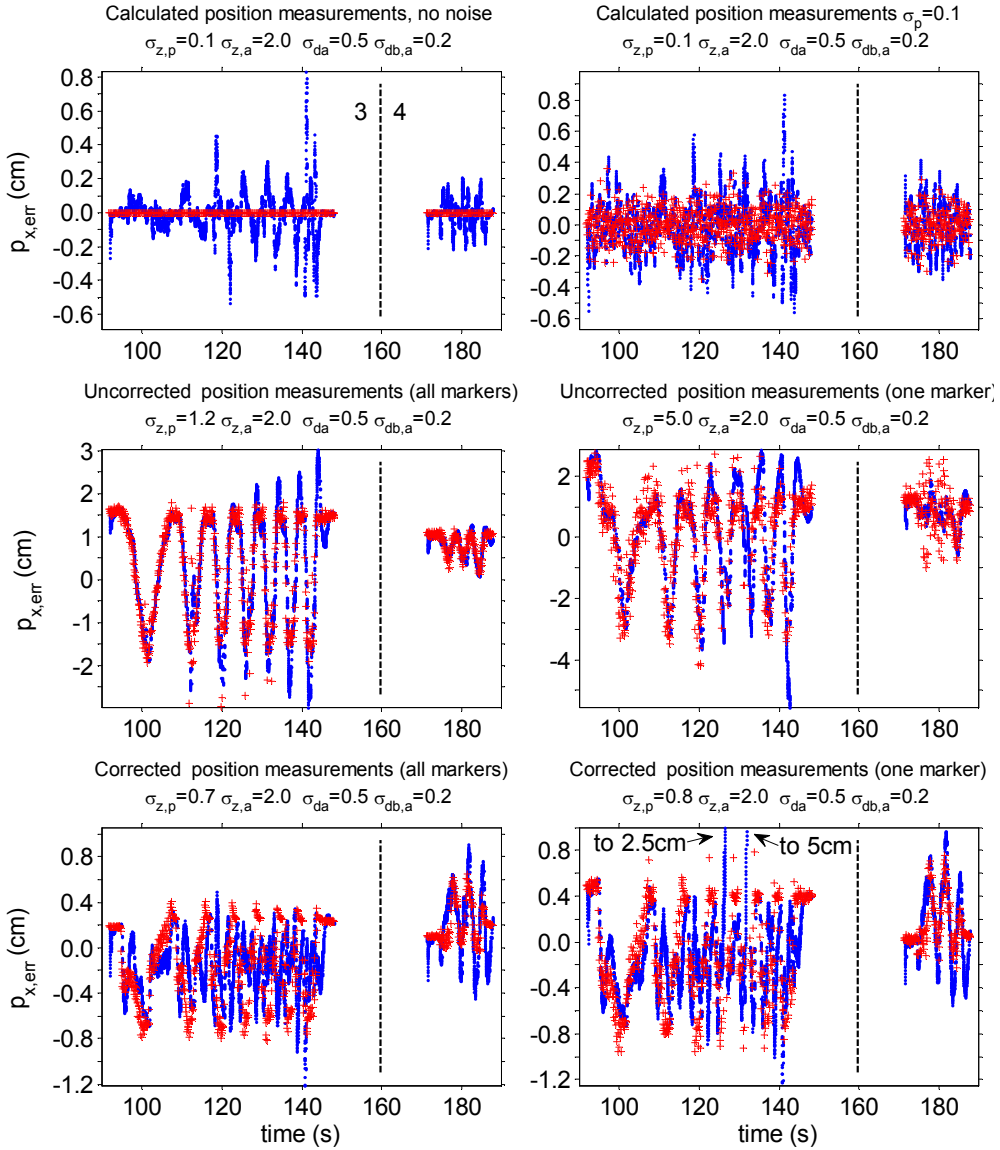 Calculated position measurements, no noise
σz,p=0.1 σz,a=2.0 σda=0.5 σdb,a=0.2
0.8
0.6
0.4
0.2
0.0
-0.2
-0.4
-0.6
px,err (cm)
3 4
100 120 140 160 180
Calculated position measurements σp=0.1
σz,p=0.1 σz,a=2.0 σda=0.5 σdb,a=0.2
0.8
0.6
0.4
0.2
0.0
-0.2
-0.4
-0.6
100 120 140 160 180
Uncorrected position measurements (all markers)
σz,p=1.2 σz,a=2.0 σda=0.5 σdb,a=0.2
3
2
1
0
-1
-2
px,err (cm)
100 120 140 160 180
Uncorrected position measurements (one marker)
σz,p=5.0 σz,a=2.0 σda=0.5 σdb,a=0.2
2
0
-2
-4
100 120 140 160 180
Corrected position measurements (all markers)
σz,p=0.7 σz,a=2.0 σda=0.5 σdb,a=0.2
0.8
0.4
0.0
-0.4
-0.8
-1.2
px,err (cm)
100 120 140 160 180
time (s)
Corrected position measurements (one marker)
σz,p=0.8 σz,a=2.0 σda=0.5 σdb,a=0.2
to 2.5cm to 5cm
0.8
0.4
0.0
-0.4
-0.8
-1.2
100 120 140 160 180
time (s)